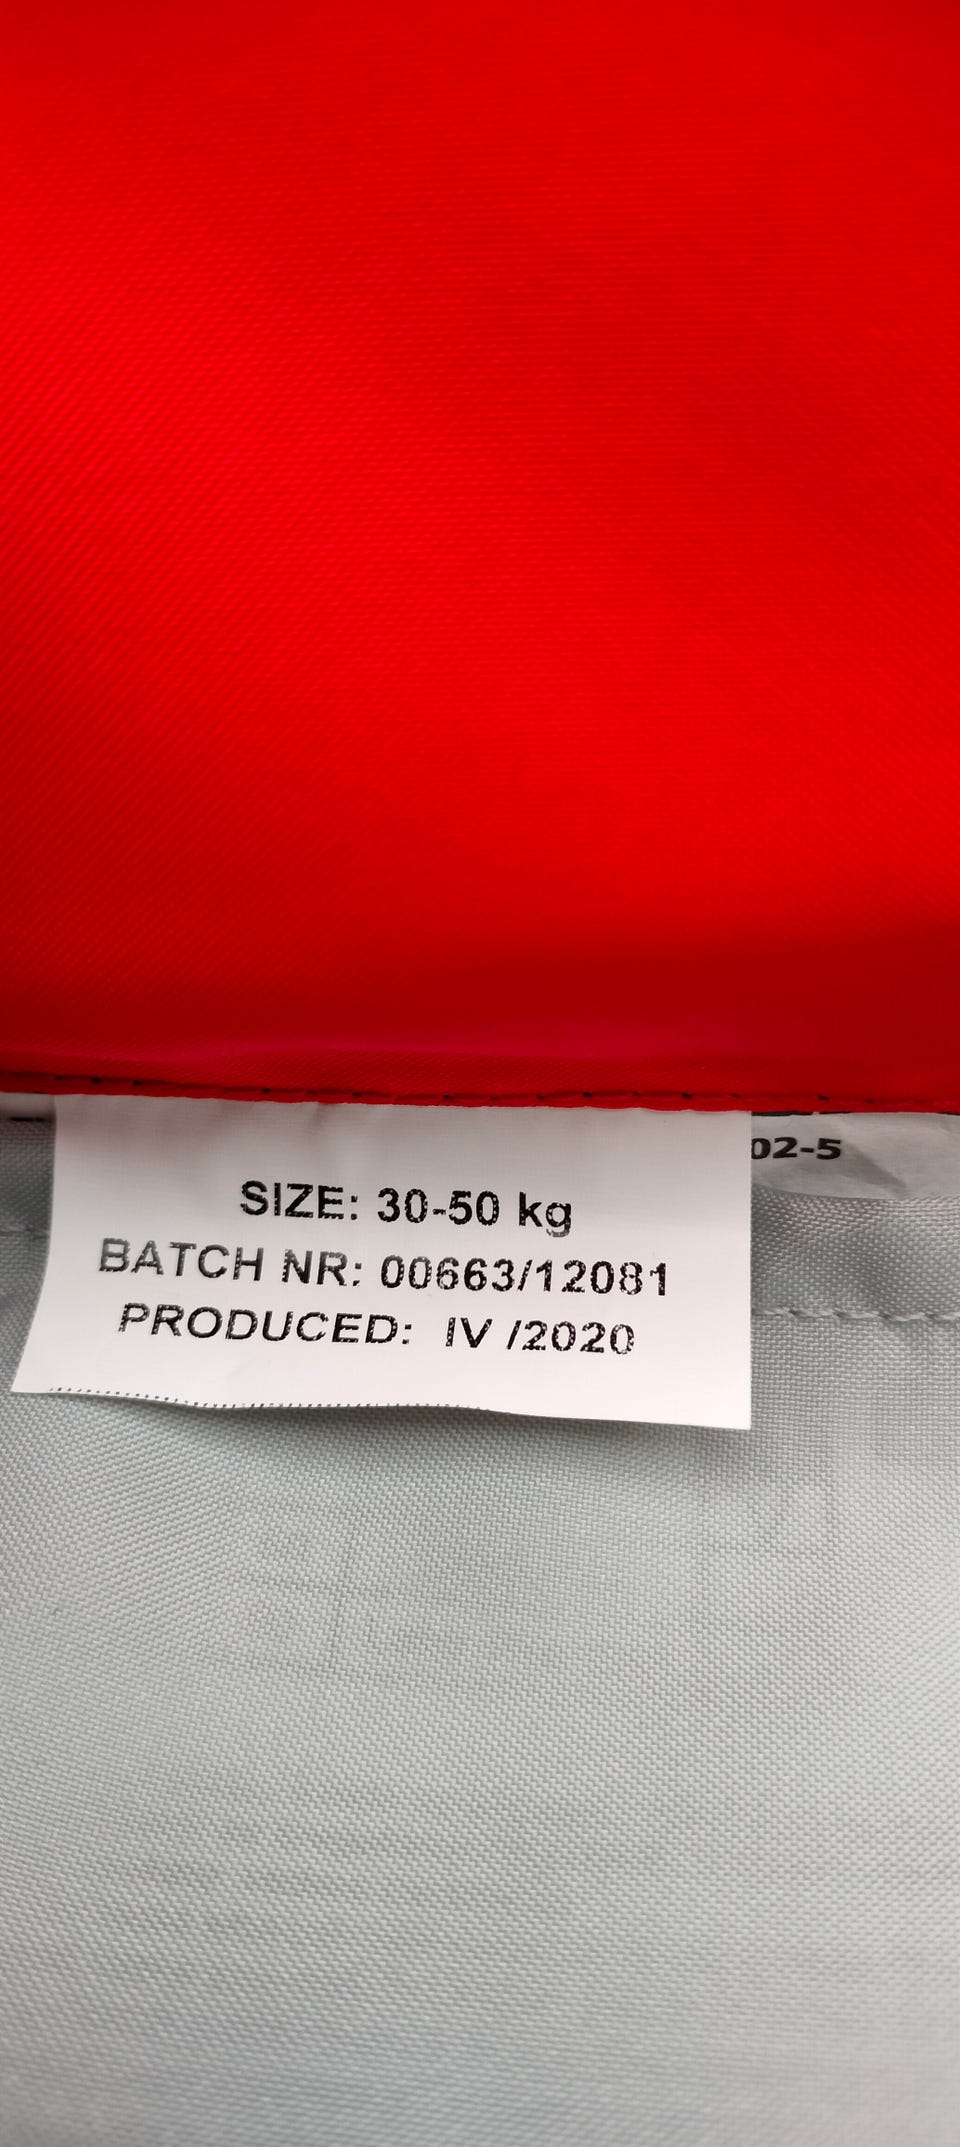 02-5
SIZE: 30-50 kg
BATCH NR: 00663/12081
PRODUCED: IV /2020